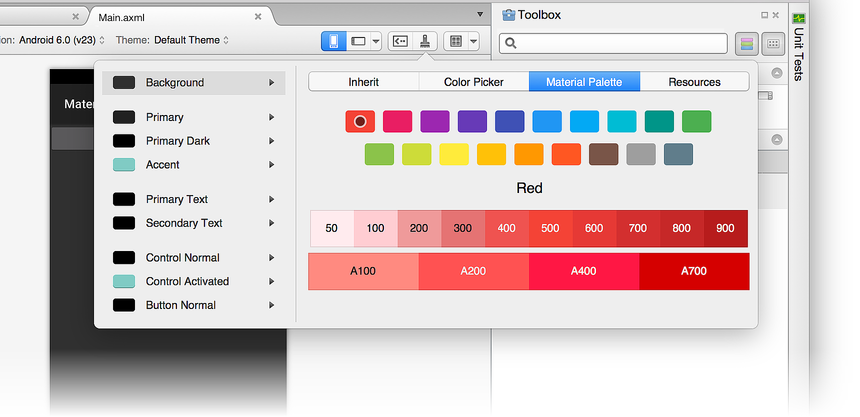 Main.axml
Toolbox
on: Android 6.0 (v23) Theme: Default Theme
Unit Tests
Mater
Background
Primary
Primary Dark
Accent
Primary Text
Secondary Text
Control Normal
Control Activated
Button Normal
Inherit Color Picker Material Palette Resources
Red
50 100 200 300 400 500 600 700 800 900
A100 A200 A400 A700